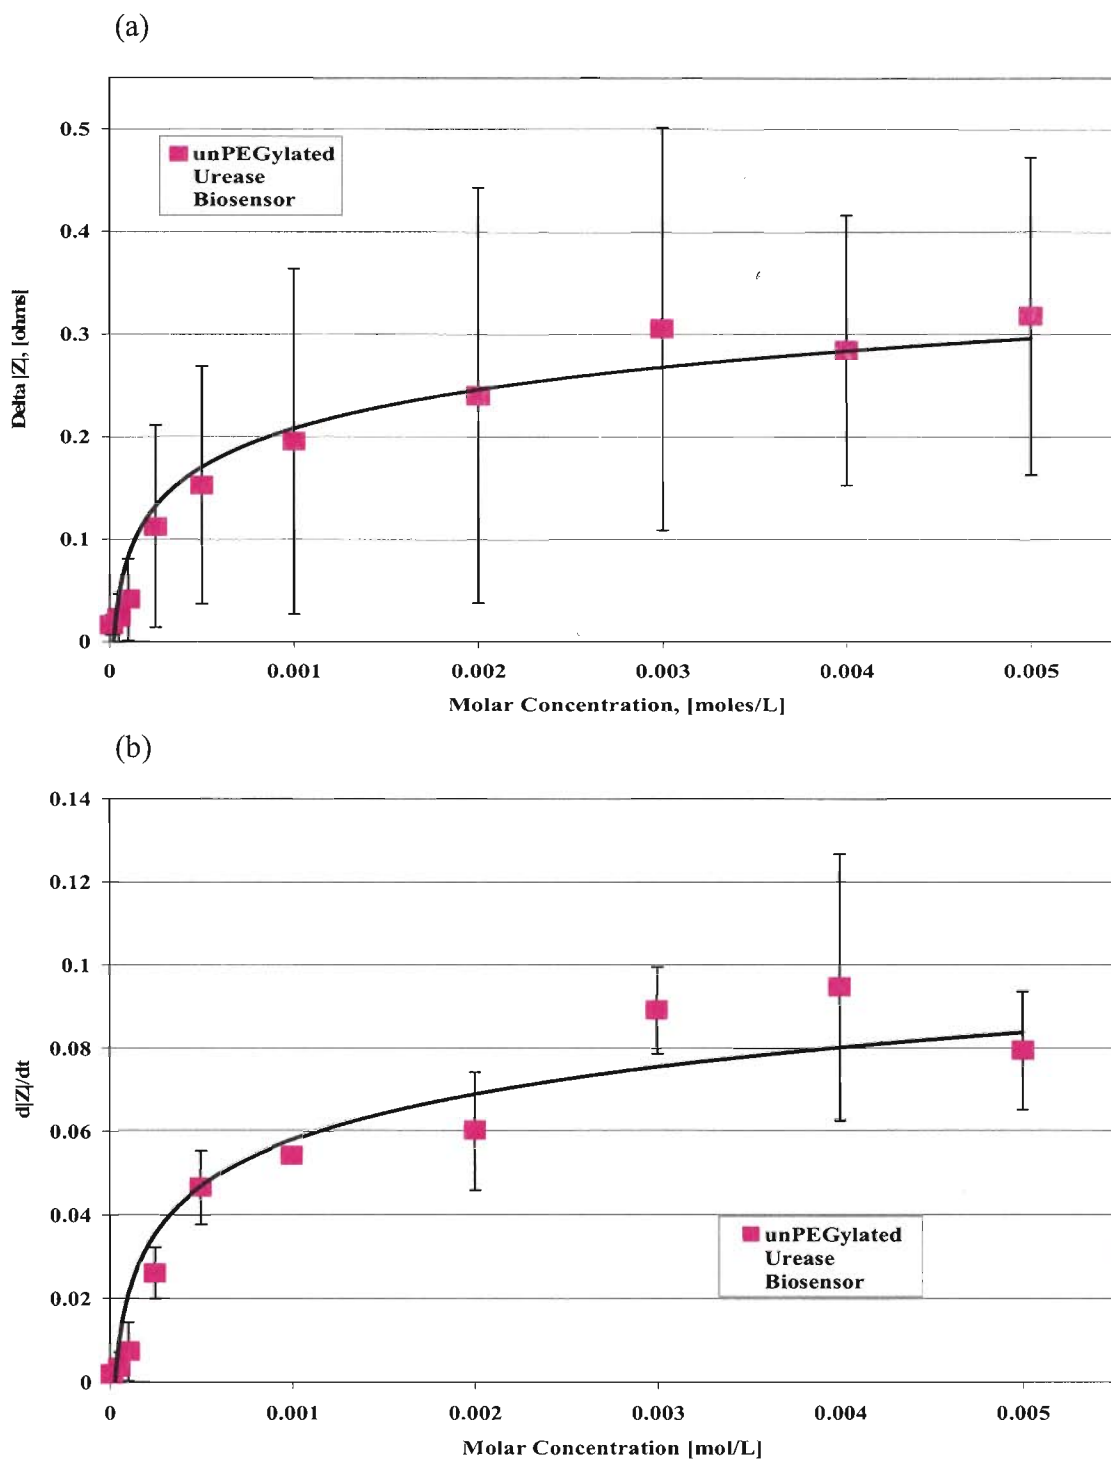 (a)
0.5
0.4
0.3
0.2
0.1
0
Delta |Z|, [ohms]
unPEGylated
Urease
Biosensor
0 0.001 0.002 0.003 0.004 0.005
Molar Concentration, [moles/L]
(b)
0.14
0.12
0.1
0.08
0.06
0.04
0.02
0
d|Z|/dt
unPEGylated
Urease
Biosensor
0 0.001 0.002 0.003 0.004 0.005
Molar Concentration [mol/L]